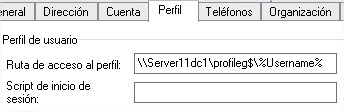 eneral Dirección Cuenta Perfil Teléfonos Organización
Perfil de usuario
Ruta de acceso al perfil: \\Server11dc1\profileg$\%Username%
Script de inicio de
sesión: